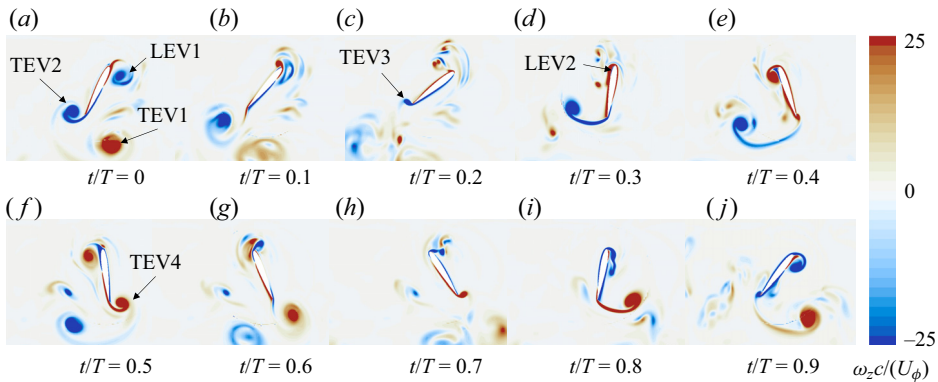 (a) (b) (c) (d) (e)
LEV1
TEV2
TEV1
TEV3
LEV2
25
t/T = 0 t/T = 0.1 t/T = 0.2 t/T = 0.3 t/T = 0.4
0
(f) (g) (h) (i) (j)
TEV4
–25
t/T = 0.5 t/T = 0.6 t/T = 0.7 t/T = 0.8 t/T = 0.9
ω_z c/(U_ϕ)